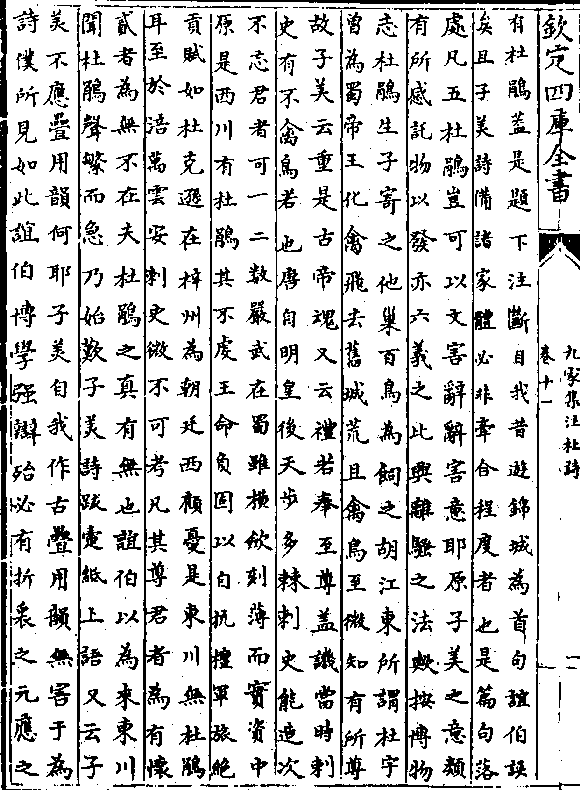 欽定四庫全書
九家集注杜詩
卷十一
有杜鵑蓋是題下注斷自我昔遊錦城為首句誼伯誤
矣且子美詩備諸家體必非牽合程度者也是篇句落
處凡五杜鵑豈可以文害辭辭害意耶原子美之意類
有所感託物以發亦六義之比興離騷之法歟按博物
志杜鵑生子寄之他巢百鳥為飼之胡江東所謂杜宇
曾為蜀帝王化禽飛去舊城荒且禽鳥至微知有所尊
故子美云重是古帝魂又云禮若奉至尊蓋譏當時刺
史有不禽鳥若也唐自明皇後天步多棘刺史能造次
不忘君者可一二數嚴武在蜀雖橫斂刻薄而實資中
原是西川有杜鵑其不虔王命負固以自抗擅軍旅絶
貢賦如杜克遜在梓州為朝廷西顧憂是東川無杜鵑
耳至於涪萬雲安刺史微不可考凡其尊君者為有懷
貳者為無不在夫杜鵑之真有無也誼伯以為來東川
聞杜鵑聲繁而急乃始歎子美詩跋疐紙上語又云子
美不應疊用韻何耶子美自我作古疊用韻無害于為
詩僕所見如此誼伯博學强辯殆必有折衷之元應之